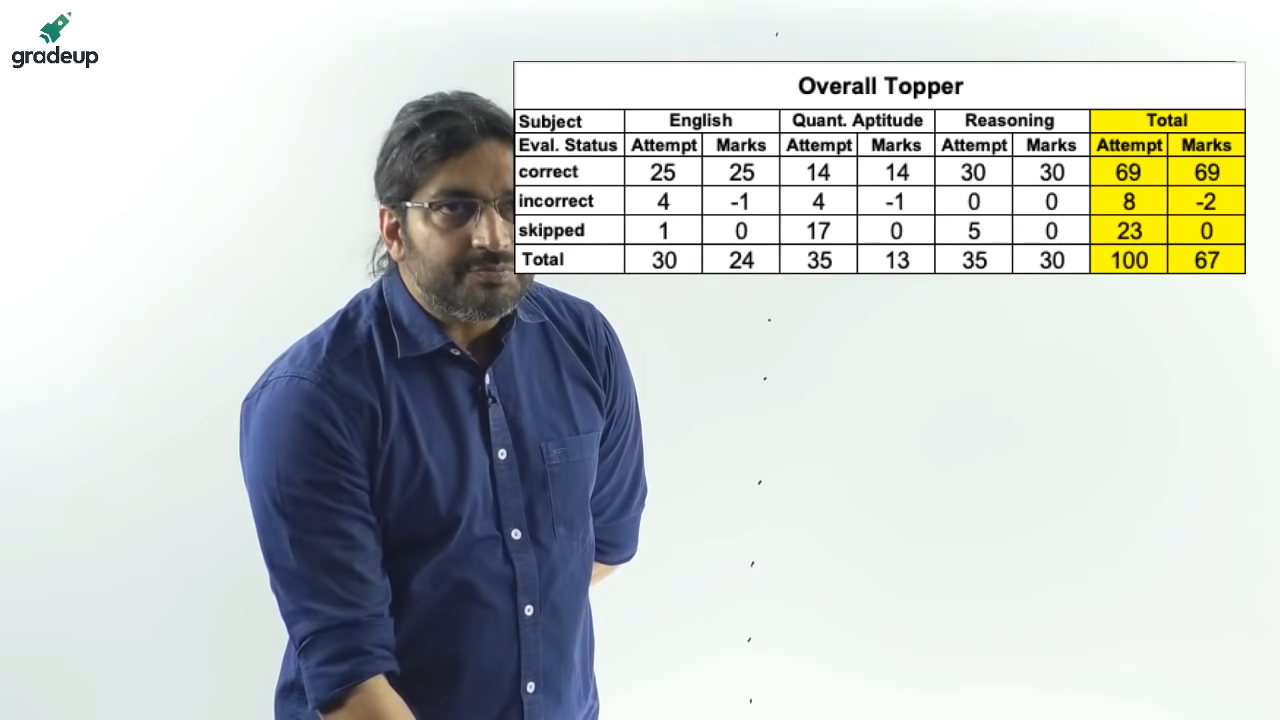 gradeup
Overall Topper
Subject English Quant. Aptitude Reasoning Total
Eval. Status Attempt Marks Attempt Marks Attempt Marks Attempt Marks
correct 25 25 14 14 30 30 69 69
incorrect 4 -1 4 -1 0 0 8 -2
skipped 1 0 17 0 5 0 23 0
Total 30 24 35 13 35 30 100 67